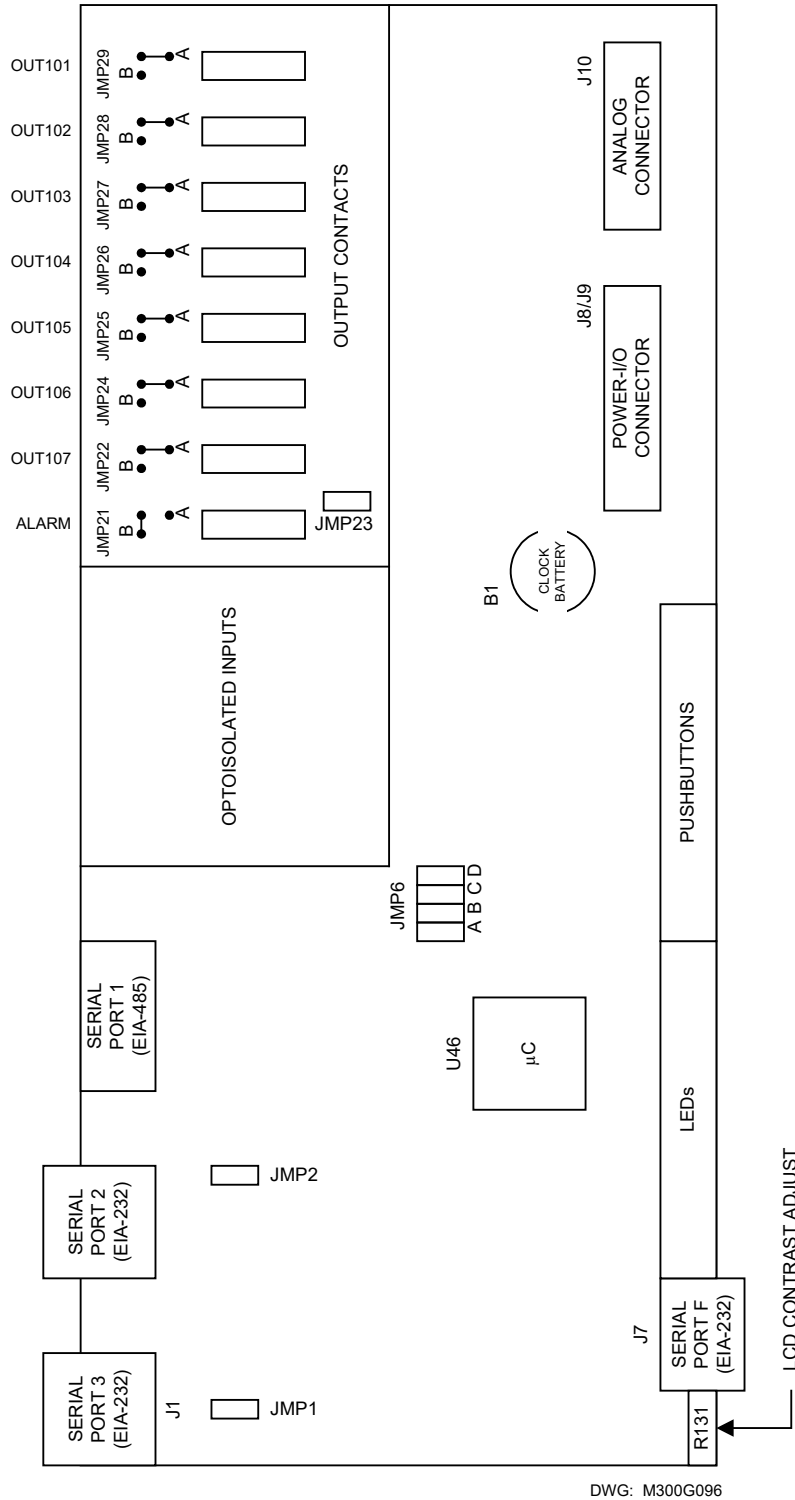 OUT101
JMP29
B
A
OUT102
JMP28
B
A
OUT103
JMP27
B
A
OUT104
JMP26
B
A
OUT105
JMP25
B
A
OUT106
JMP24
B
A
OUT107
JMP22
B
A
ALARM
JMP21
B
A
JMP23
OUTPUT CONTACTS
J10
ANALOG
CONNECTOR
J8/J9
POWER-I/O
CONNECTOR
B1
CLOCK
BATTERY
OPTOISOLATED INPUTS
PUSHBUTTONS
JMP6
A B C D
SERIAL
PORT 1
(EIA-485)
U46
µC
LEDs
SERIAL
PORT 2
(EIA-232)
JMP2
SERIAL
PORT 3
(EIA-232)
J1
JMP1
J7
SERIAL
PORT F
(EIA-232)
R131
LCD CONTRAST ADJUST
DWG: M300G096